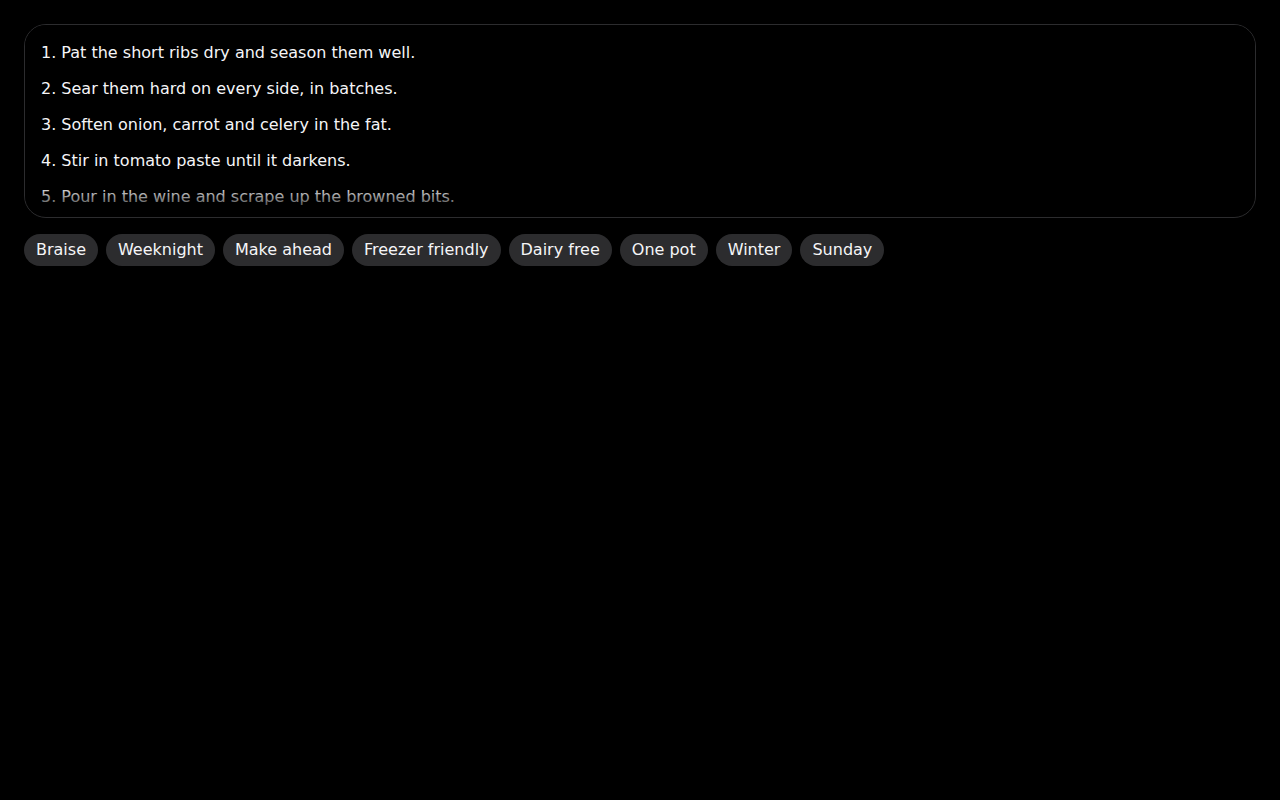 1. Pat the short ribs dry and season them well.
2. Sear them hard on every side, in batches.
3. Soften onion, carrot and celery in the fat.
4. Stir in tomato paste until it darkens.
5. Pour in the wine and scrape up the browned bits.
Braise Weeknight Make ahead Freezer friendly Dairy free One pot Winter Sunday